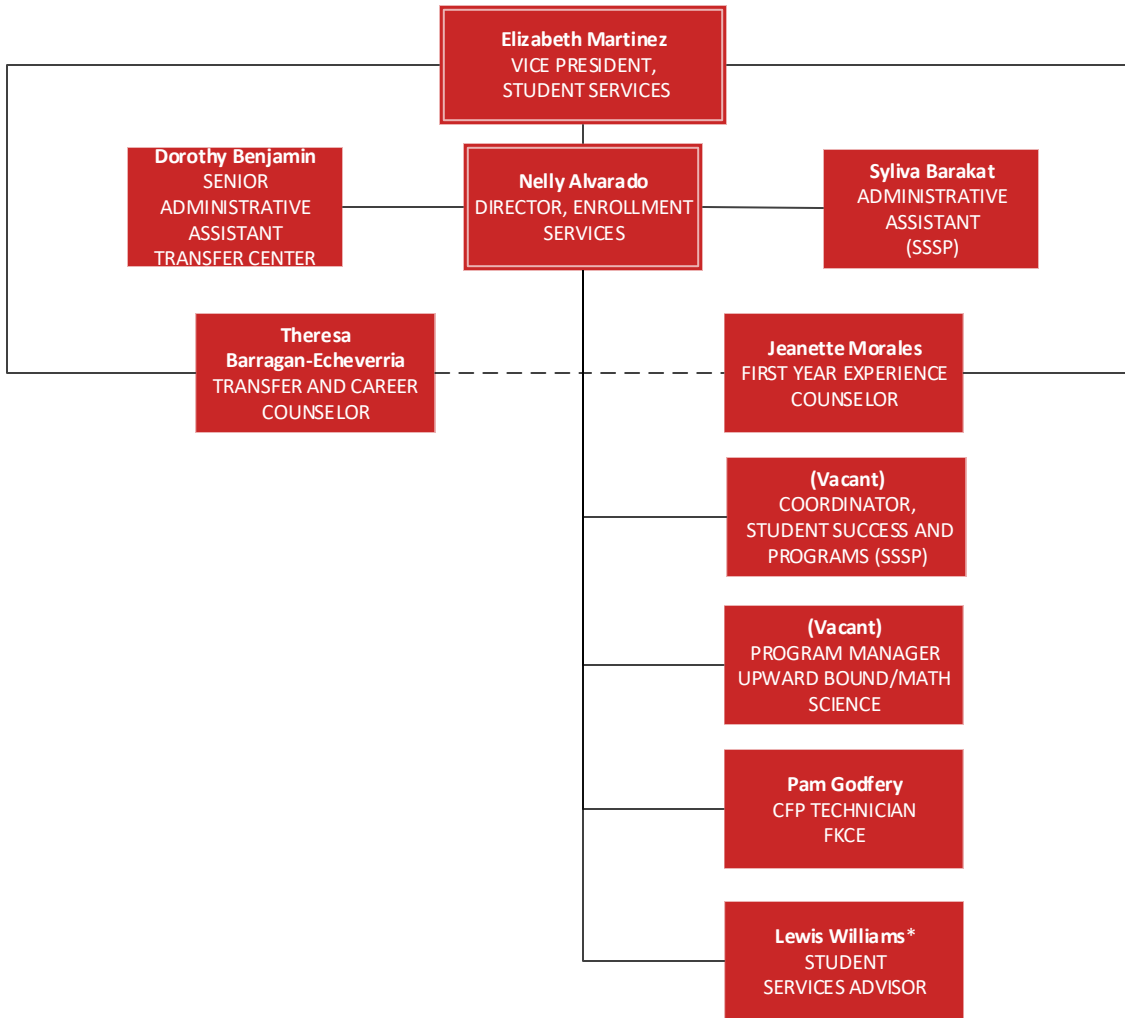 Elizabeth Martinez
VICE PRESIDENT,
STUDENT SERVICES
Dorothy Benjamin
SENIOR
ADMINISTRATIVE
ASSISTANT
TRANSFER CENTER
Nelly Alvarado
DIRECTOR, ENROLLMENT
SERVICES
Syliva Barakat
ADMINISTRATIVE
ASSISTANT
(SSSP)
Theresa
Barragan-Echeverria
TRANSFER AND CAREER
COUNSELOR
Jeanette Morales
FIRST YEAR EXPERIENCE
COUNSELOR
(Vacant)
COORDINATOR,
STUDENT SUCCESS AND
PROGRAMS (SSSP)
(Vacant)
PROGRAM MANAGER
UPWARD BOUND/MATH
SCIENCE
Pam Godfery
CFP TECHNICIAN
FKCE
Lewis Williams*
STUDENT
SERVICES ADVISOR